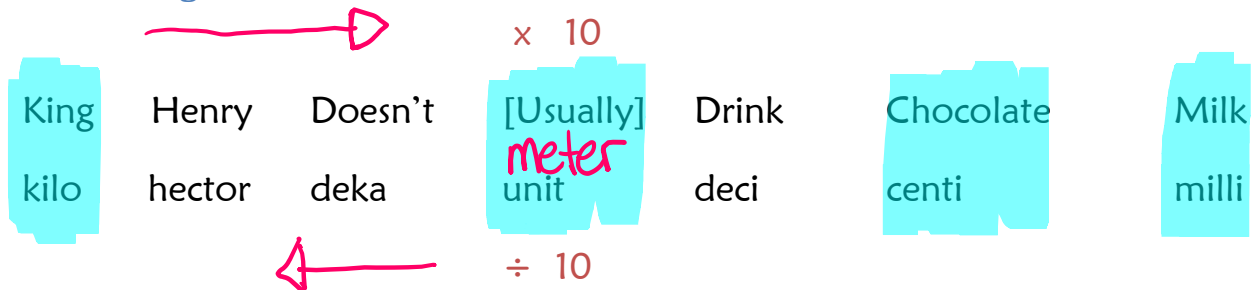 x 10
King Henry Doesn't [Usually] Drink Chocolate Milk
meter
kilo hector deka unit deci centi milli
÷ 10